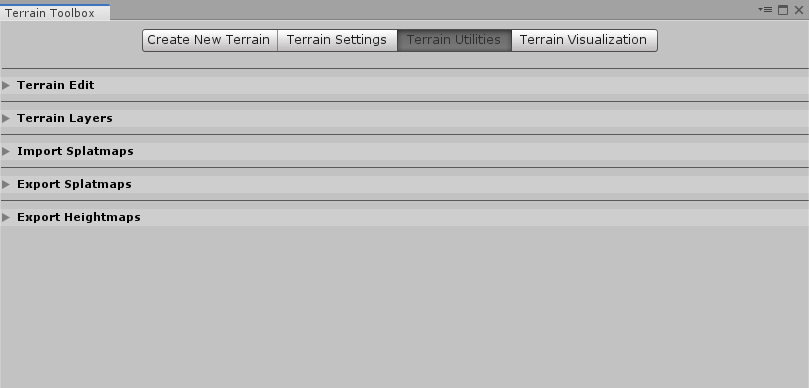 Terrain Toolbox
Create New Terrain Terrain Settings Terrain Utilities Terrain Visualization
Terrain Edit
Terrain Layers
Import Splatmaps
Export Splatmaps
Export Heightmaps